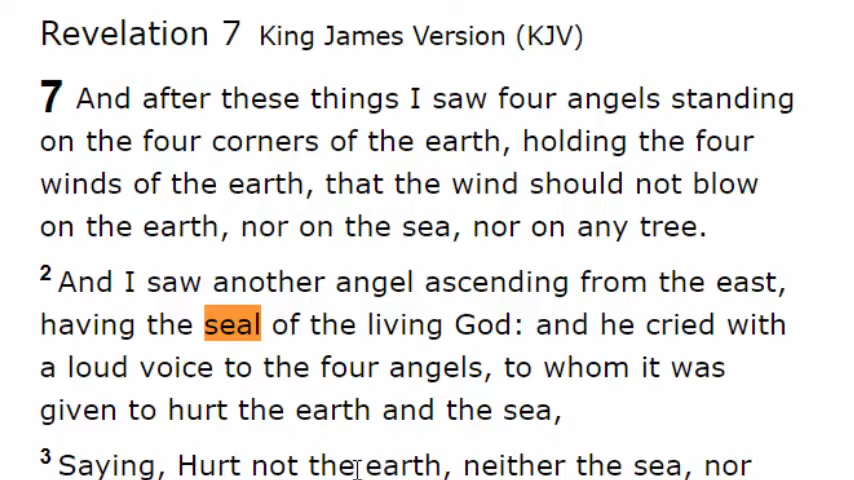 Revelation 7 King James Version (KJV)
7 And after these things I saw four angels standing
on the four corners of the earth, holding the four
winds of the earth, that the wind should not blow
on the earth, nor on the sea, nor on any tree.
2 And I saw another angel ascending from the east,
having the seal of the living God: and he cried with
a loud voice to the four angels, to whom it was
given to hurt the earth and the sea,
3 Saying, Hurt not the earth, neither the sea, nor